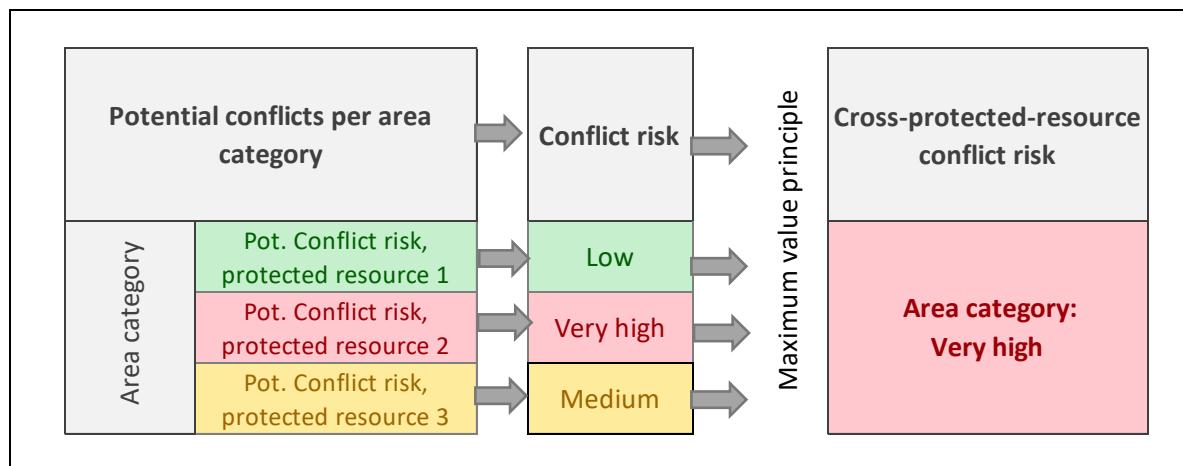 Potential conflicts per area
category
Conflict risk
Maximum value principle
Cross-protected-resource
conflict risk
Area category
Pot. Conflict risk,
protected resource 1
Low
Pot. Conflict risk,
protected resource 2
Very high
Pot. Conflict risk,
protected resource 3
Medium
Area category:
Very high